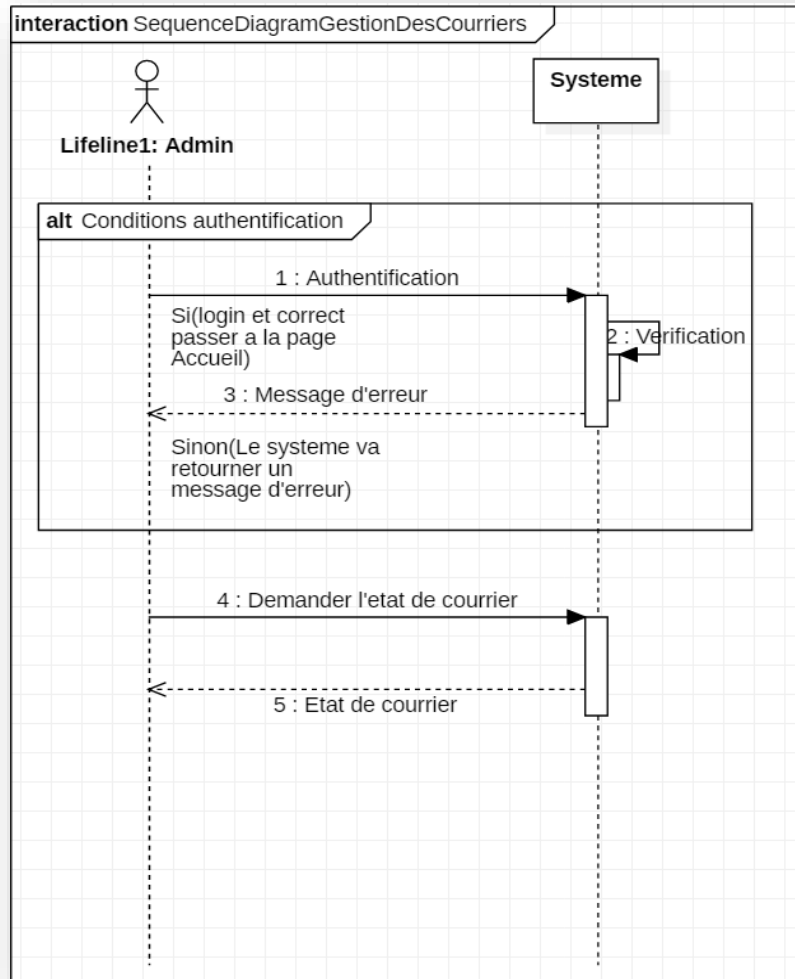 interaction SequenceDiagramGestionDesCourriers
Systeme
Lifeline1: Admin
alt Conditions authentification
1 : Authentification
Si(login et correct
passer a la page
Accueil)
2 : Verification
3 : Message d'erreur
Sinon(Le systeme va
retourner un
message d'erreur)
4 : Demander l'etat de courrier
5 : Etat de courrier